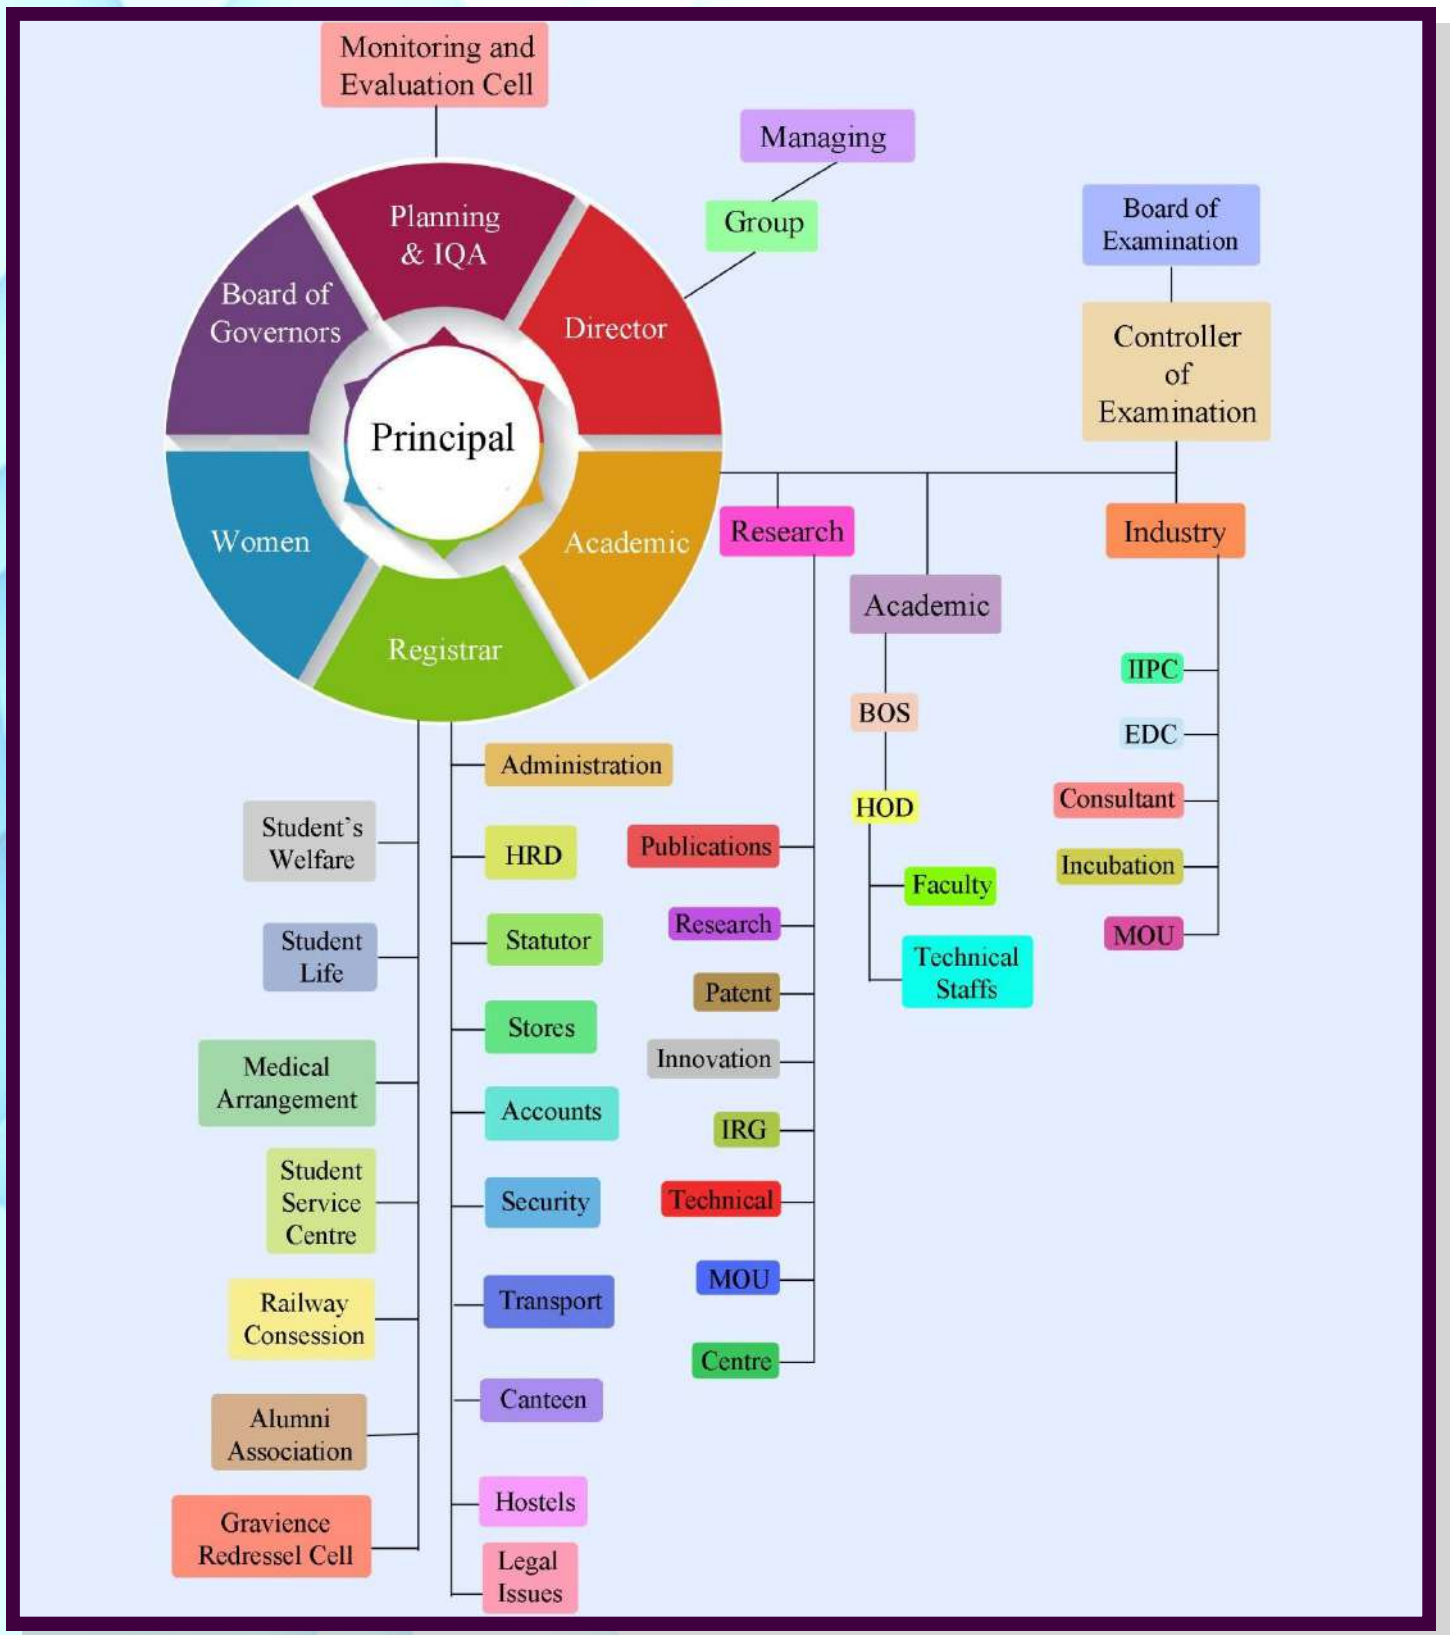 Monitoring and
Evaluation Cell
Managing
Group
Board of
Examination
Planning
& IQA
Board of
Governors
Director
Controller
of
Examination
Principal
Women
Academic
Registrar
Research
Industry
Academic
BOS
HOD
Faculty
Technical
Staffs
IIPC
EDC
Consultant
Incubation
MOU
Publications
Research
Patent
Innovation
IRG
Technical
MOU
Centre
Administration
HRD
Statutor
Stores
Accounts
Security
Transport
Canteen
Hostels
Legal
Issues
Student’s
Welfare
Student
Life
Medical
Arrangement
Student
Service
Centre
Railway
Consession
Alumni
Association
Gravience
Redressel Cell